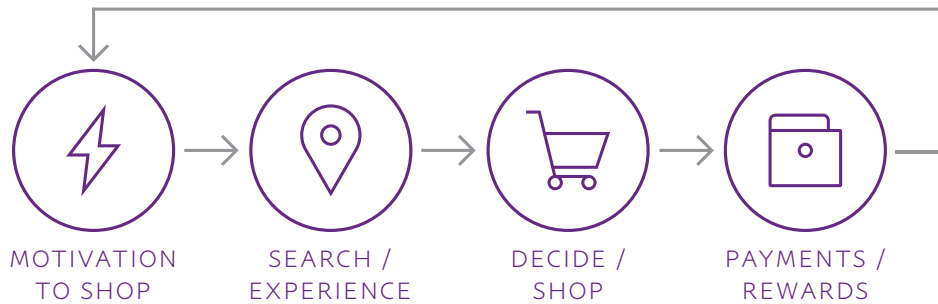 MOTIVATION
TO SHOP
SEARCH /
EXPERIENCE
DECIDE /
SHOP
PAYMENTS /
REWARDS